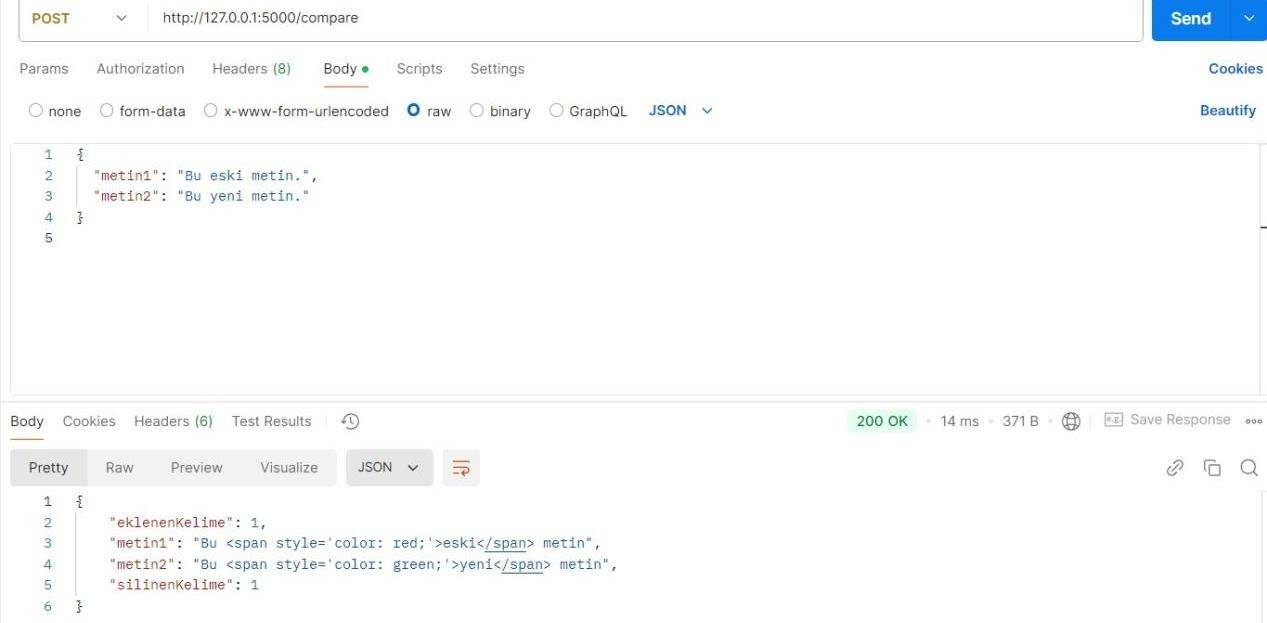 POST http://127.0.0.1:5000/compare Send
Params Authorization Headers (8) Body Scripts Settings Cookies
none form-data x-www-form-urlencoded raw binary GraphQL JSON Beautify
1 {
2 "metin1": "Bu eski metin.",
3 "metin2": "Bu yeni metin."
4 }
5
Body Cookies Headers (6) Test Results 200 OK • 14 ms • 371 B • e.g. Save Response
Pretty Raw Preview Visualize JSON
1 {
2 "eklenenKelime": 1,
3 "metin1": "Bu <span style='color: red;'>eski</span> metin",
4 "metin2": "Bu <span style='color: green;'>yeni</span> metin",
5 "silinenKelime": 1
6 }